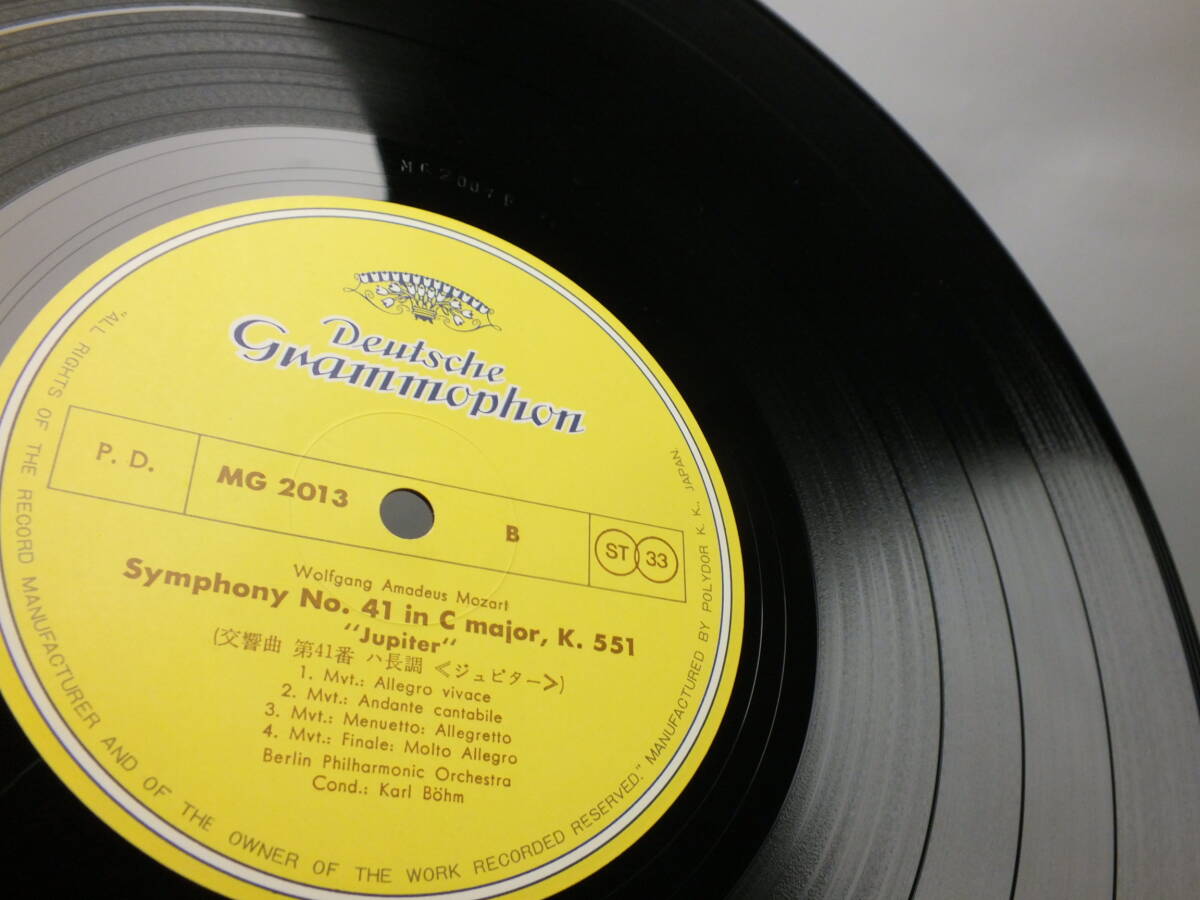 Deutsche
Grammophon
P. D.
MG 2013
B
ST 33
Wolfgang Amadeus Mozart
Symphony No. 41 in C major, K. 551
"Jupiter"
(交響曲 第41番 ハ長調 <ジュピター>)
1. Mvt.: Allegro vivace
2. Mvt.: Andante cantabile
3. Mvt.: Menuetto: Allegretto
4. Mvt.: Finale: Molto Allegro
Berlin Philharmonic Orchestra
Cond.: Karl Böhm
"ALL RIGHTS OF THE RECORD MANUFACTURER AND OF THE OWNER OF THE WORK RECORDED RESERVED." MANUFACTURED BY POLYDOR K. K., JAPAN